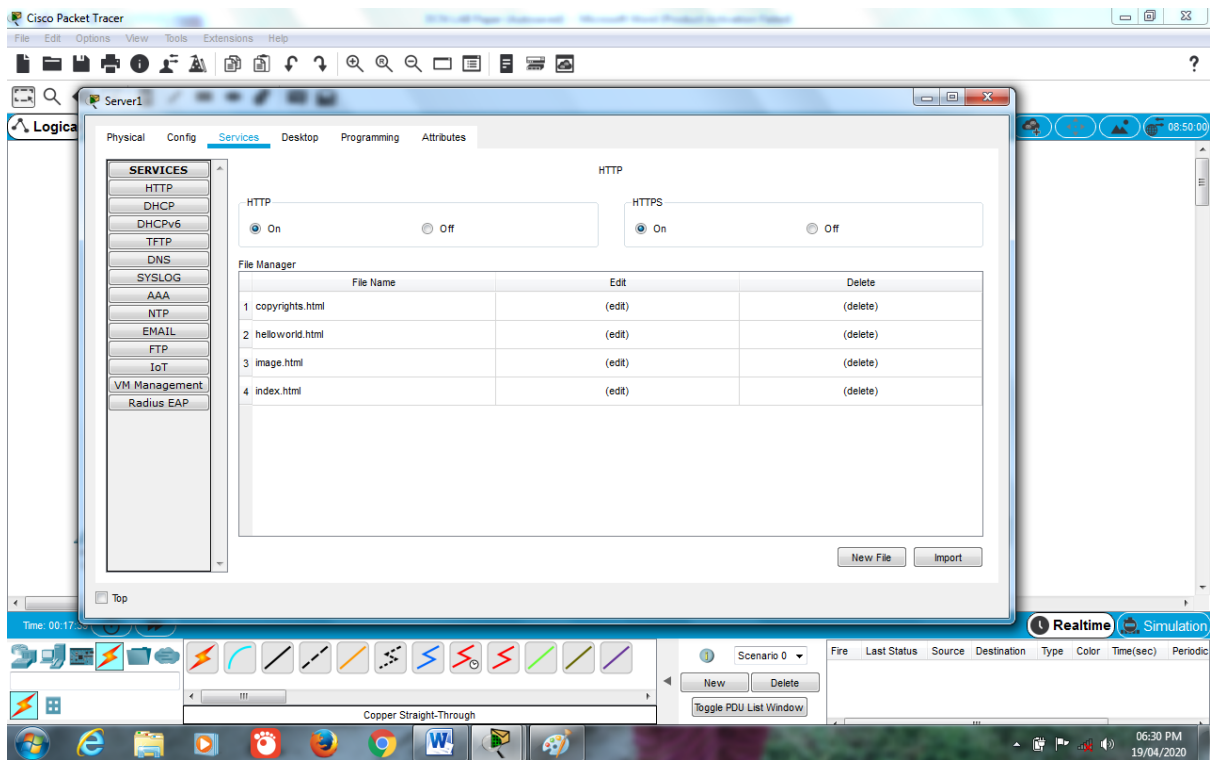 Cisco Packet Tracer
File Edit Options View Tools Extensions Help
?
Server1
Logica
08:50:00
Physical Config Services Desktop Programming Attributes
SERVICES
HTTP
DHCP
DHCPv6
TFTP
DNS
SYSLOG
AAA
NTP
EMAIL
FTP
IoT
VM Management
Radius EAP
HTTP
HTTP
On Off
HTTPS
On Off
File Manager
File Name Edit Delete
1 copyrights.html (edit) (delete)
2 helloworld.html (edit) (delete)
3 image.html (edit) (delete)
4 index.html (edit) (delete)
New File Import
Top
Time: 00:17:
Realtime Simulation
Scenario 0
New Delete
Toggle PDU List Window
Fire Last Status Source Destination Type Color Time(sec) Periodic
Copper Straight-Through
06:30 PM
19/04/2020